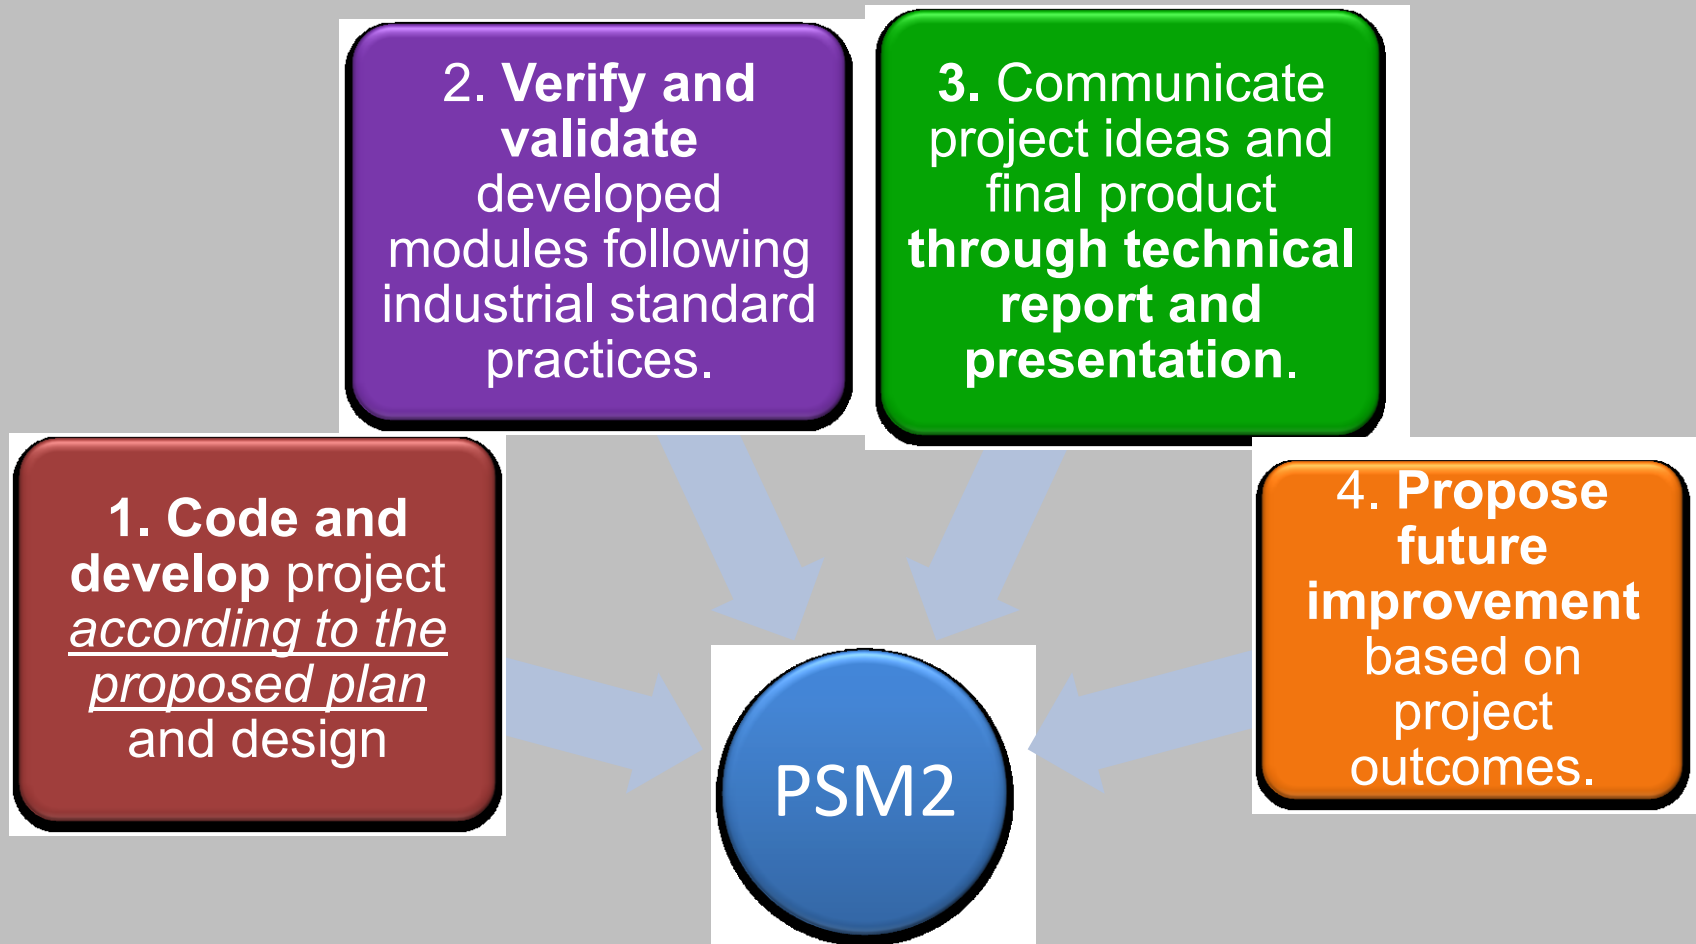 1. Code and
develop project
according to the
proposed plan
and design
2. Verify and
validate
developed
modules following
industrial standard
practices.
3. Communicate
project ideas and
final product
through technical
report and
presentation.
4. Propose
future
improvement
based on
project
outcomes.
PSM2